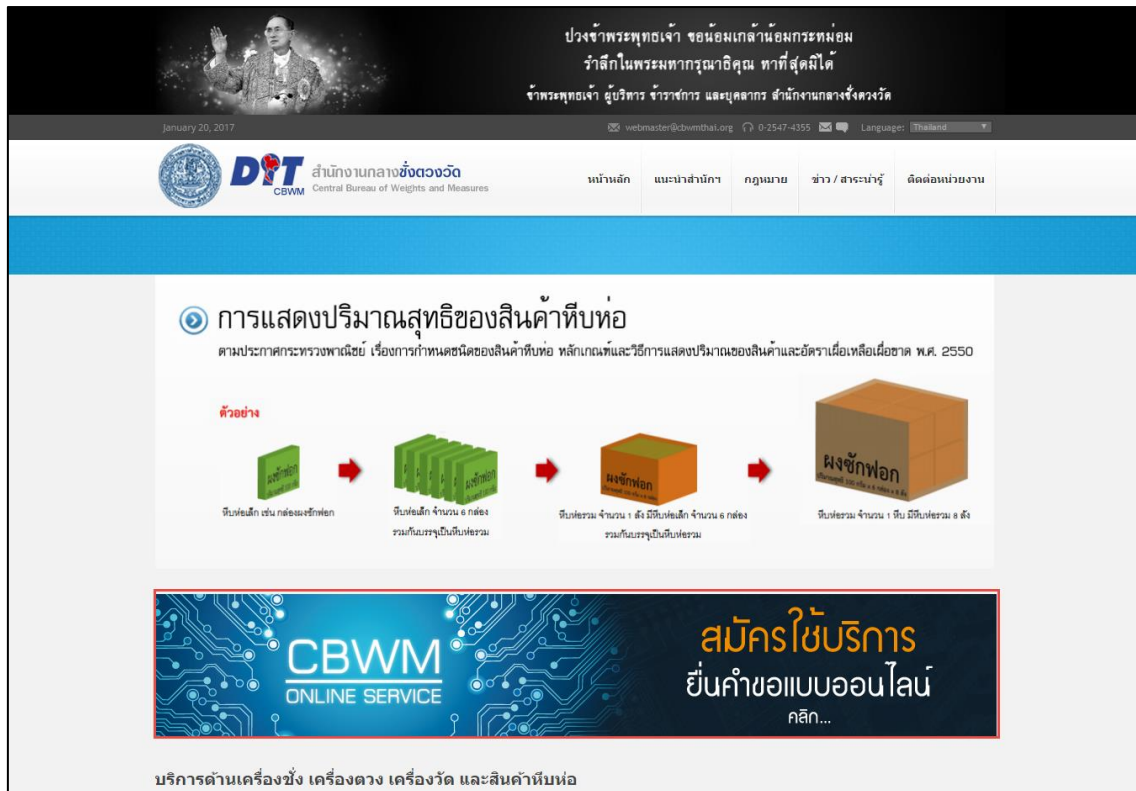 ปวงข้าพระพุทธเจ้า ขอน้อมเกล้าน้อมกระหม่อม
รำลึกในพระมหากรุณาธิคุณ หาที่สุดมิได้
ข้าพระพุทธเจ้า ผู้บริหาร ข้าราชการ และบุคลากร สำนักงานกลางชั่งตวงวัด
January 20, 2017
webmaster@cbwmthai.org 0-2547-4355 Language: Thailand
DIT CBWM
สำนักงานกลางชั่งตวงวัด
Central Bureau of Weights and Measures
หน้าหลัก แนะนำสำนักฯ กฎหมาย ข่าว / สาระน่ารู้ ติดต่อหน่วยงาน
การแสดงปริมาณสุทธิของสินค้าหีบห่อ
ตามประกาศกระทรวงพาณิชย์ เรื่องการกำหนดชนิดของสินค้าหีบห่อ หลักเกณฑ์และวิธีการแสดงปริมาณของสินค้าและอัตราเผื่อเหลือเผื่อขาด พ.ศ. 2550
ตัวอย่าง
ผงซักฟอก
ผงซักฟอก
ผงซักฟอก
ผงซักฟอก
หีบห่อเล็ก เช่น กล่องผงซักฟอก
หีบห่อเล็ก จำนวน 6 กล่อง
รวมกันบรรจุเป็นหีบห่อรวม
หีบห่อรวม จำนวน 1 ลัง มีหีบห่อเล็ก จำนวน 6 กล่อง
รวมกันบรรจุเป็นหีบห่อรวม
หีบห่อรวม จำนวน 1 หีบ มีหีบห่อรวม 8 ลัง
CBWM
ONLINE SERVICE
สมัครใช้บริการ
ยื่นคำขอแบบออนไลน์
คลิก...
บริการด้านเครื่องชั่ง เครื่องตวง เครื่องวัด และสินค้าหีบห่อ